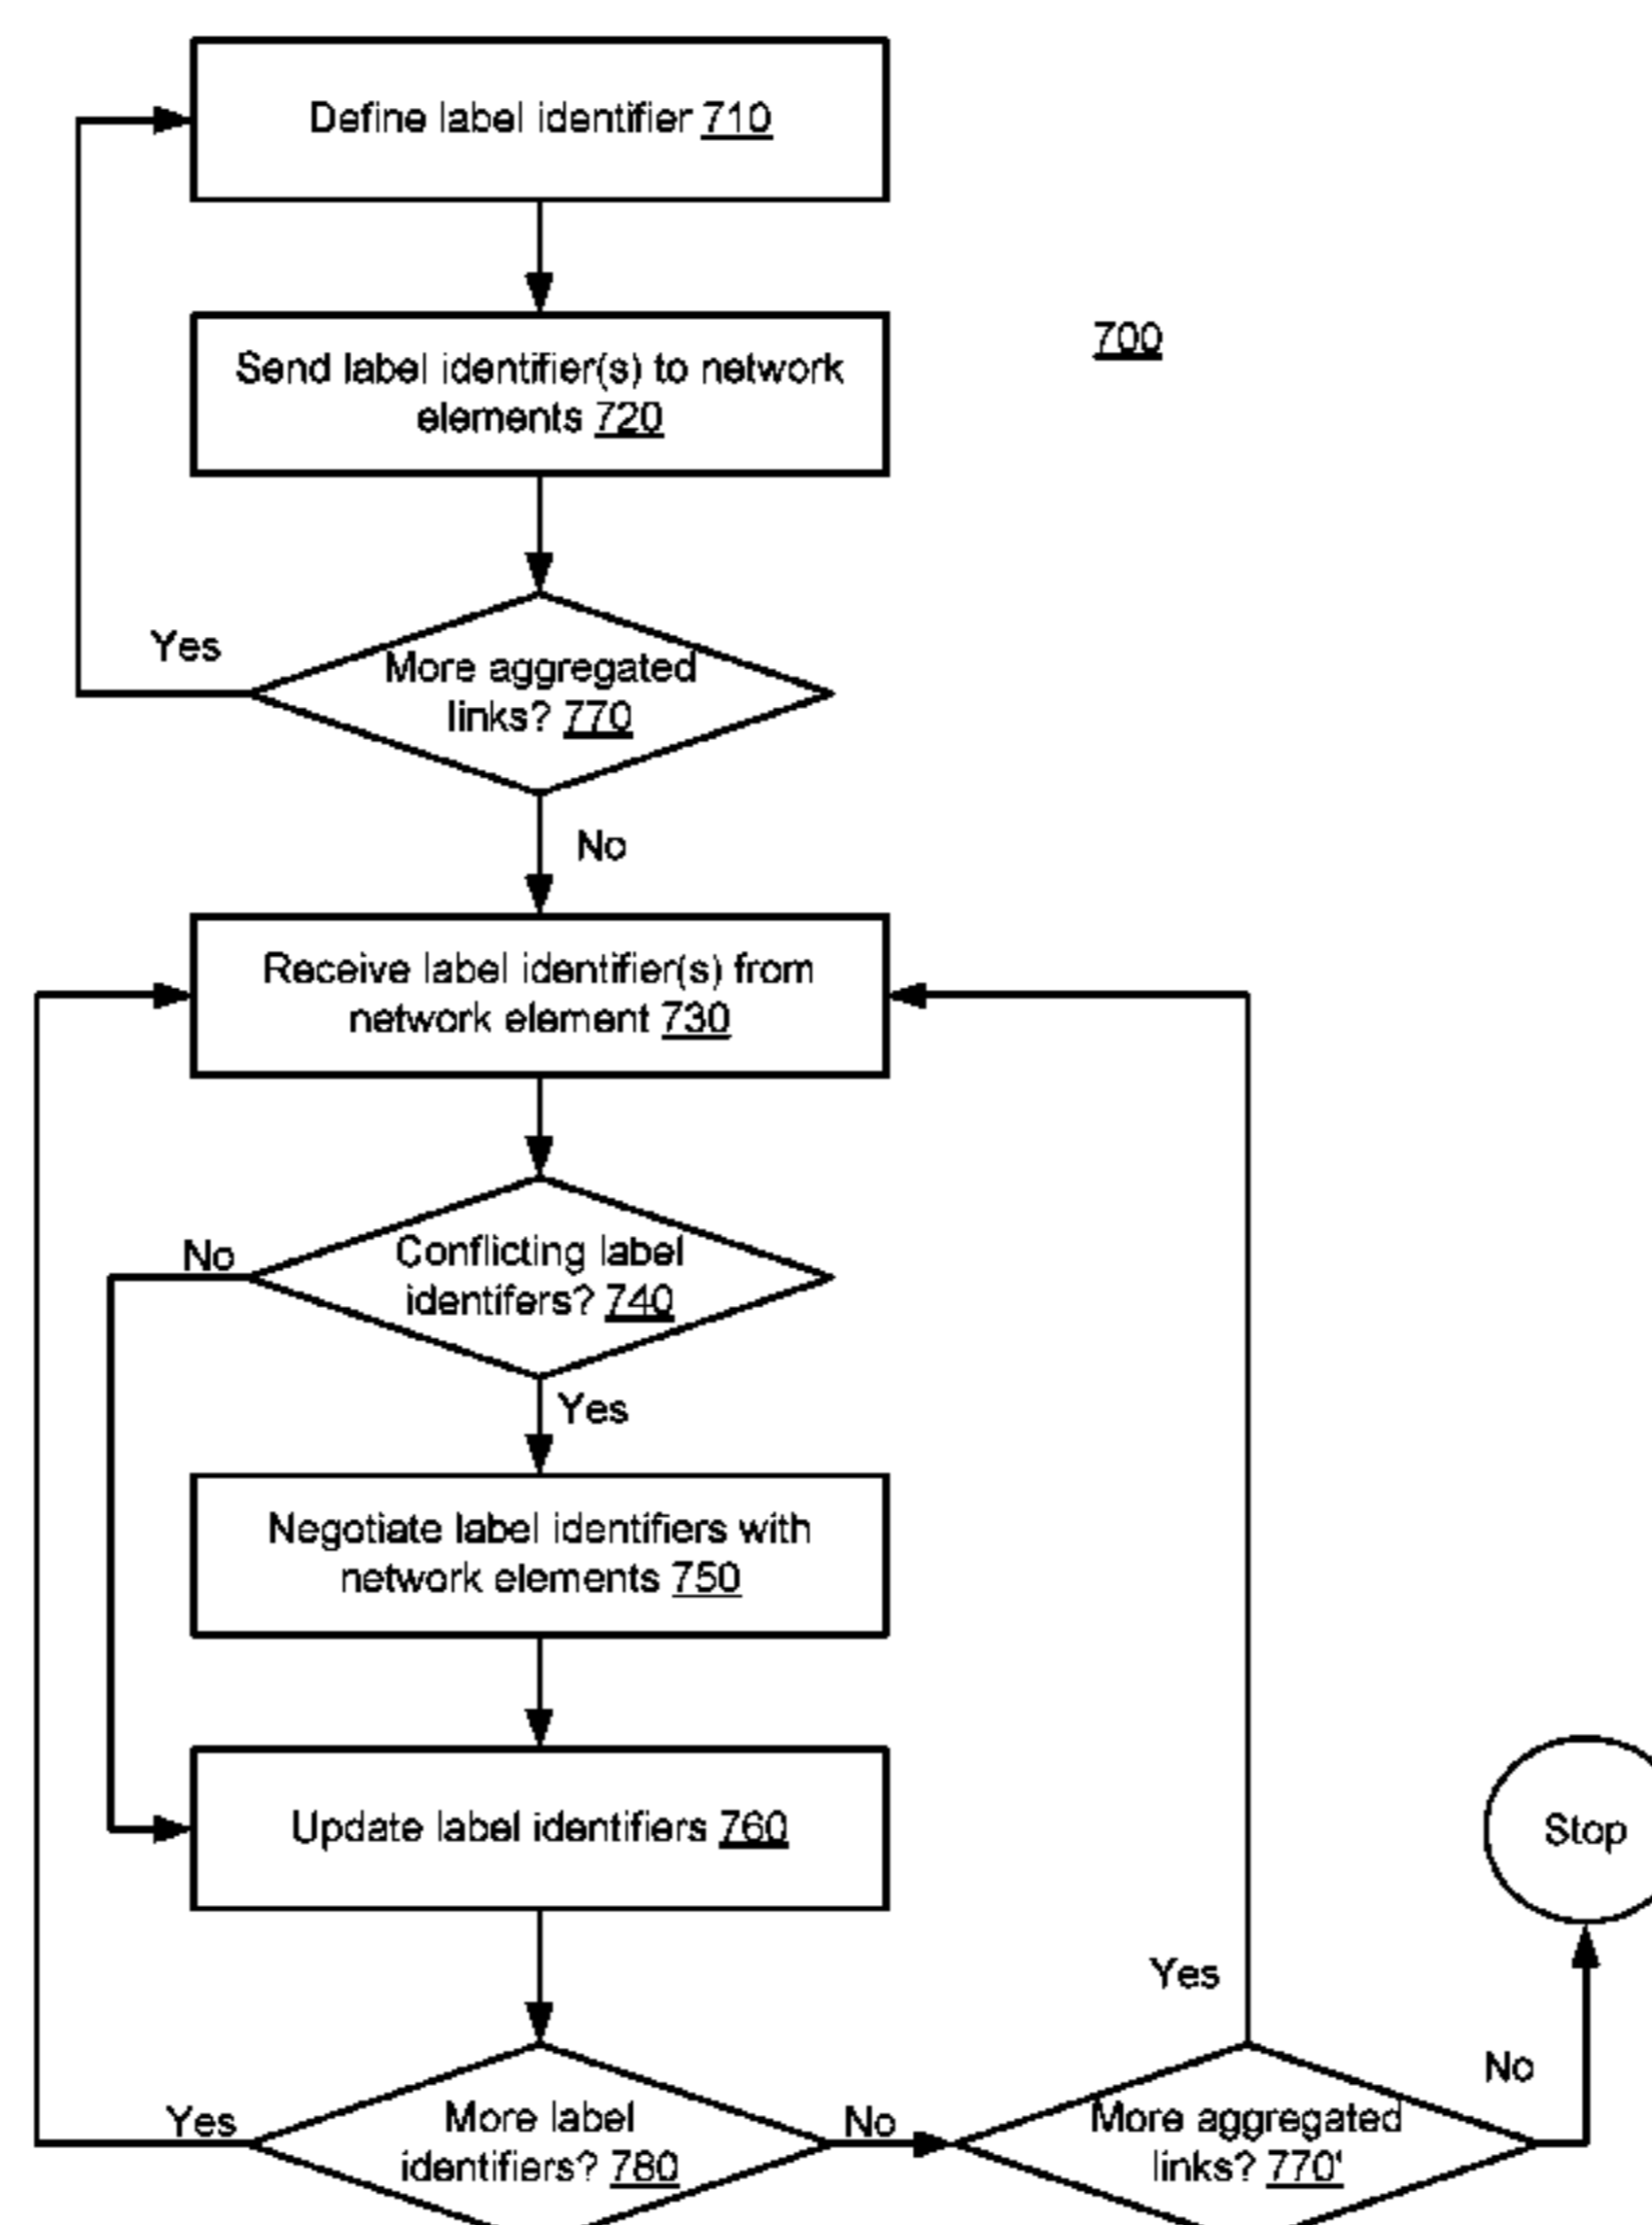 Define label identifier 710
Send label identifier(s) to network
elements 720
700
Yes
More aggregated
links? 770
No
Receive label identifier(s) from
network element 730
No
Conflicting label
identifers? 740
Yes
Negotiate label identifiers with
network elements 750
Update label identifiers 760
Stop
Yes
No
Yes
More label
identifiers? 780
No
More aggregated
links? 770'